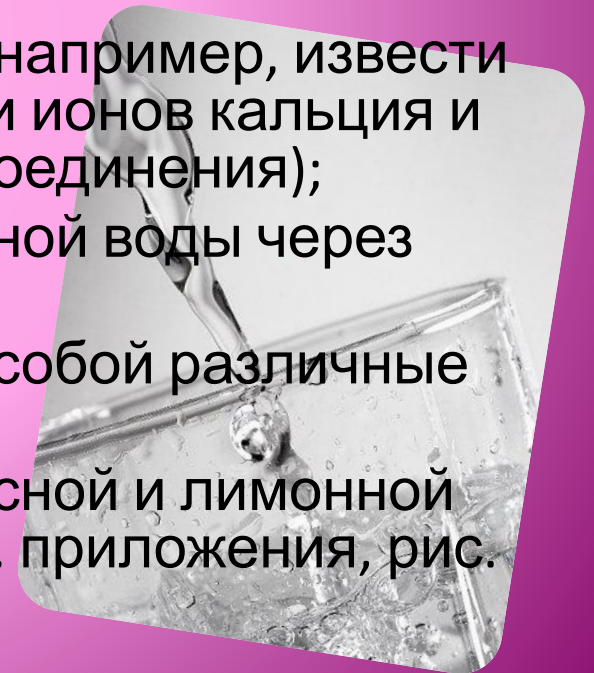 например, извести
и ионов кальция и
оединения);
ной воды через
собой различные
сной и лимонной
. приложения, рис.